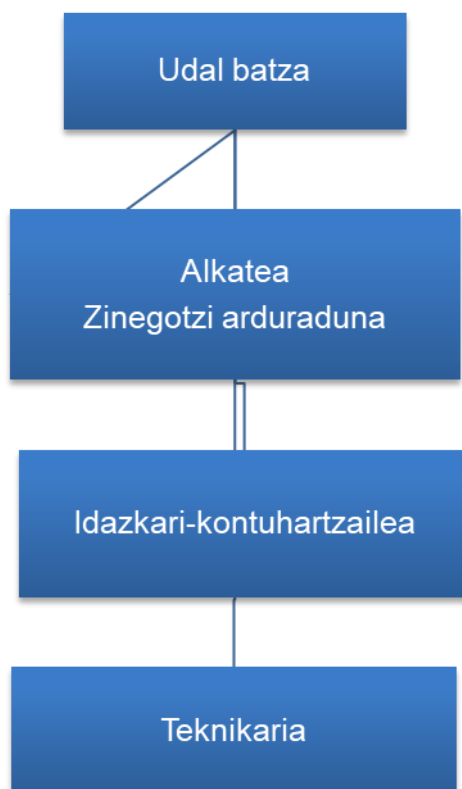 Udal batza
Alkatea
Zinegotzi arduraduna
Idazkari-kontuhartzailea
Teknikaria